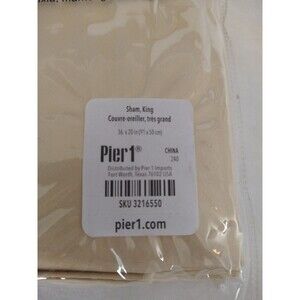 Sham, King
Couvre-oreiller, très grand
36 x 20 in (91 x 50 cm)
Pier1®
CHINA
240
Distributed by Pier 1 Imports
Fort Worth, Texas 76102 USA
SKU 3216550
pier1.com